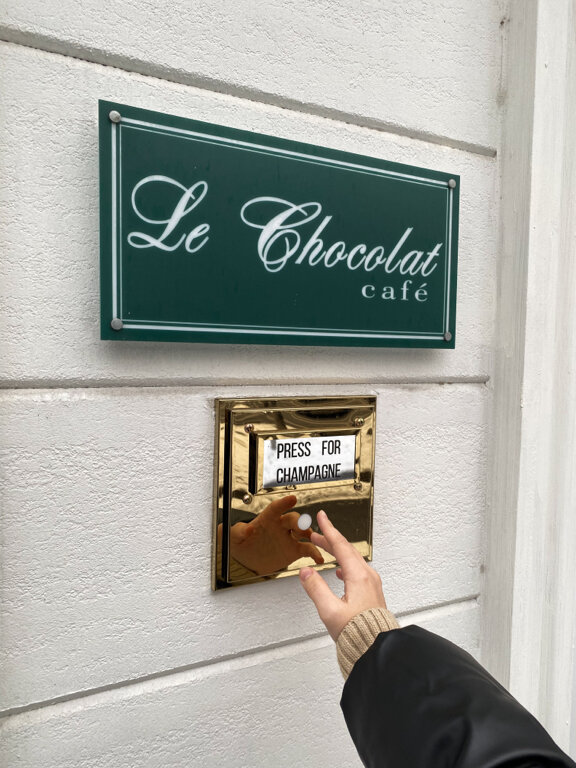 Le Chocolat
café
PRESS FOR
CHAMPAGNE